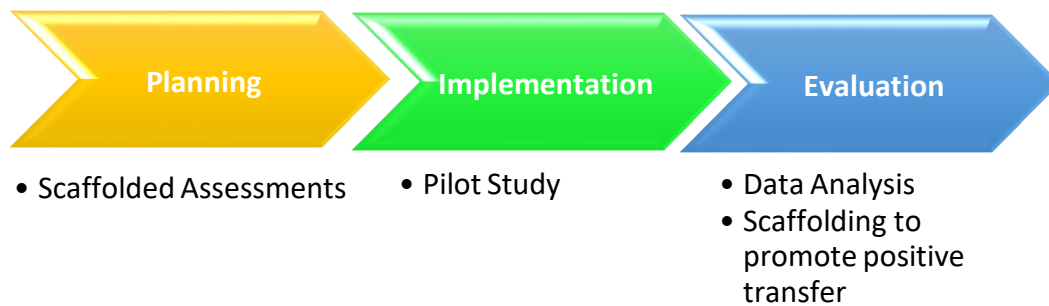 Planning
Implementation
Evaluation
• Scaffolded Assessments
• Pilot Study
• Data Analysis
• Scaffolding to
promote positive
transfer